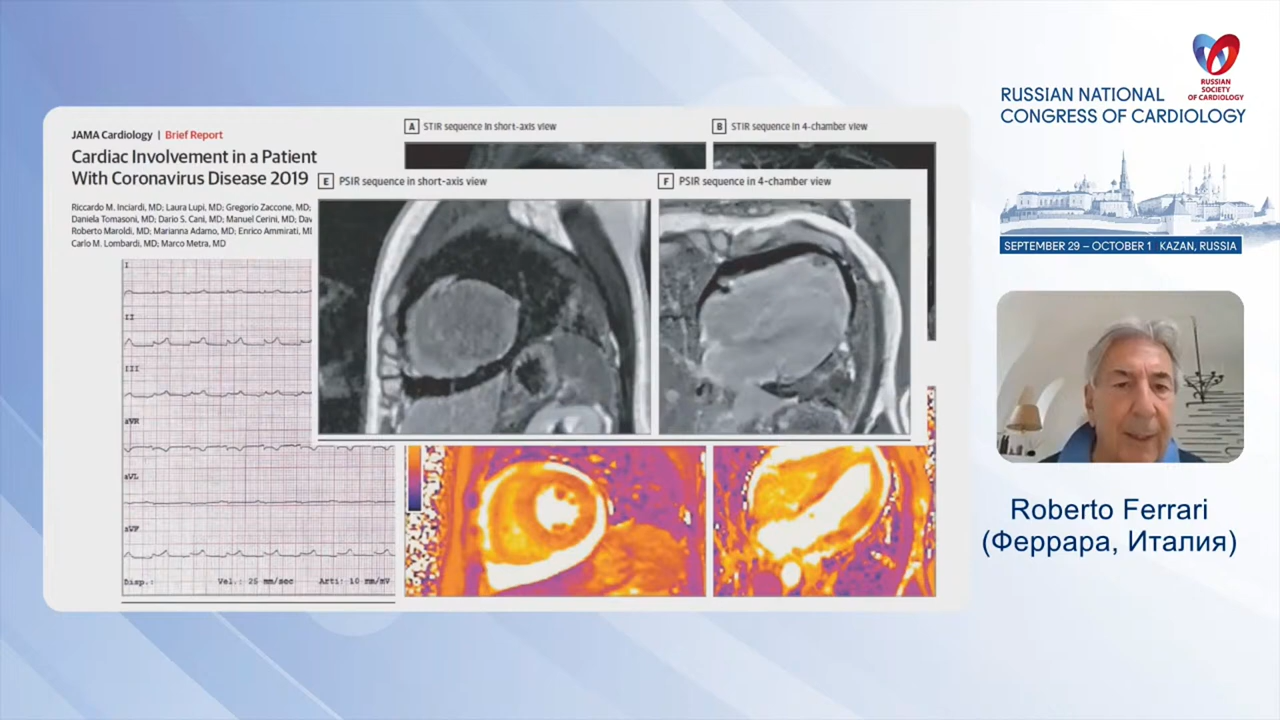 JAMA Cardiology | Brief Report
Cardiac Involvement in a Patient
With Coronavirus Disease 2019
Riccardo M. Inciardi, MD; Laura Lupi, MD; Gregorio Zaccone, MD;
Daniela Tomasoni, MD; Dario S. Cani, MD; Manuel Cerini, MD;
Roberto Maroldi, MD; Marianna Adamo, MD; Enrico Ammirati,
Carlo M. Lombardi, MD; Marco Metra, MD
A STIR sequence in short-axis view
B STIR sequence in 4-chamber view
E PSIR sequence in short-axis view
F PSIR sequence in 4-chamber view
I
II
III
aVR
aVL
aVF
Disp.: Vel.: 25 mm/sec Arti: 10 mm/mV
RUSSIAN
SOCIETY
OF CARDIOLOGY
RUSSIAN NATIONAL
CONGRESS OF CARDIOLOGY
SEPTEMBER 29 – OCTOBER 1 KAZAN, RUSSIA
Roberto Ferrari
(Феррара, Италия)